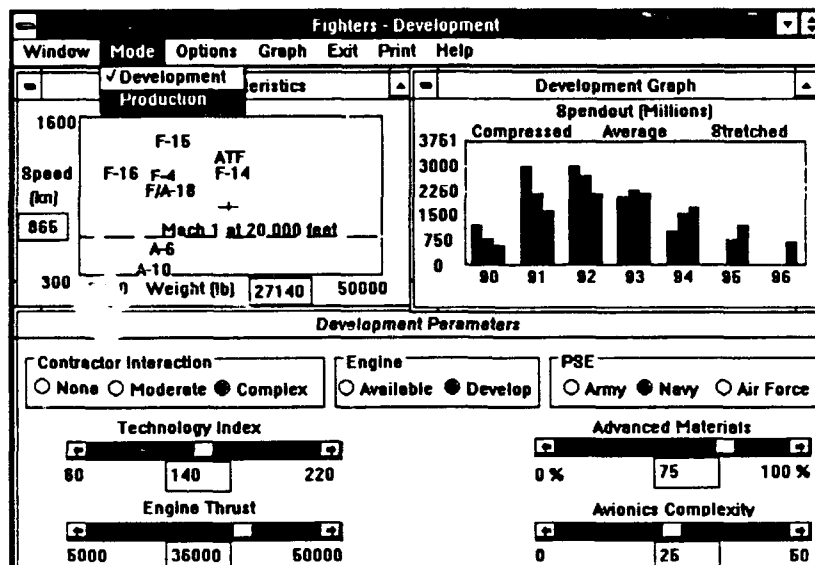 Fighters - Development
Window Mode Options Graph Exit Print Help
✓Development
Production
eristics
Development Graph
1600
Speed
(kn)
865
300
F-15
ATF
F-16 F-4 F-14
F/A-18
Mach 1 at 20 000 feet
A-6
A-10
0 Weight (lb) 27140 50000
Spendout (Millions)
Compressed Average Stretched
3751
3000
2250
1500
750
0
90 91 92 93 94 95 96
Development Parameters
Contractor Interaction
None Moderate Complex
Engine
Available Develop
PSE
Army Navy Air Force
Technology Index
60 140 220
Advanced Materials
0 % 75 100 %
Engine Thrust
5000 36000 50000
Avionics Complexity
0 25 50